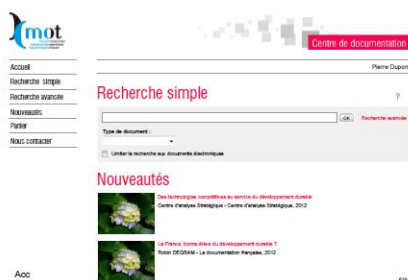 mot
Centre de documentation
Pierre Dupon
Accueil
Recherche simple
Recherche avancée
Nouveautés
Panier
Nous contacter
Recherche simple
?
OK
Recherche avancée
Type de document :
Limiter la recherche aux documents électroniques
Nouveautés
Des technologies compétitives au service du développement durable
Centre d'analyse Stratégique - Centre d'analyse Stratégique, 2012
La France, bonne élève du développement durable ?
Robin DEGRAM - La documentation française, 2012
Acc